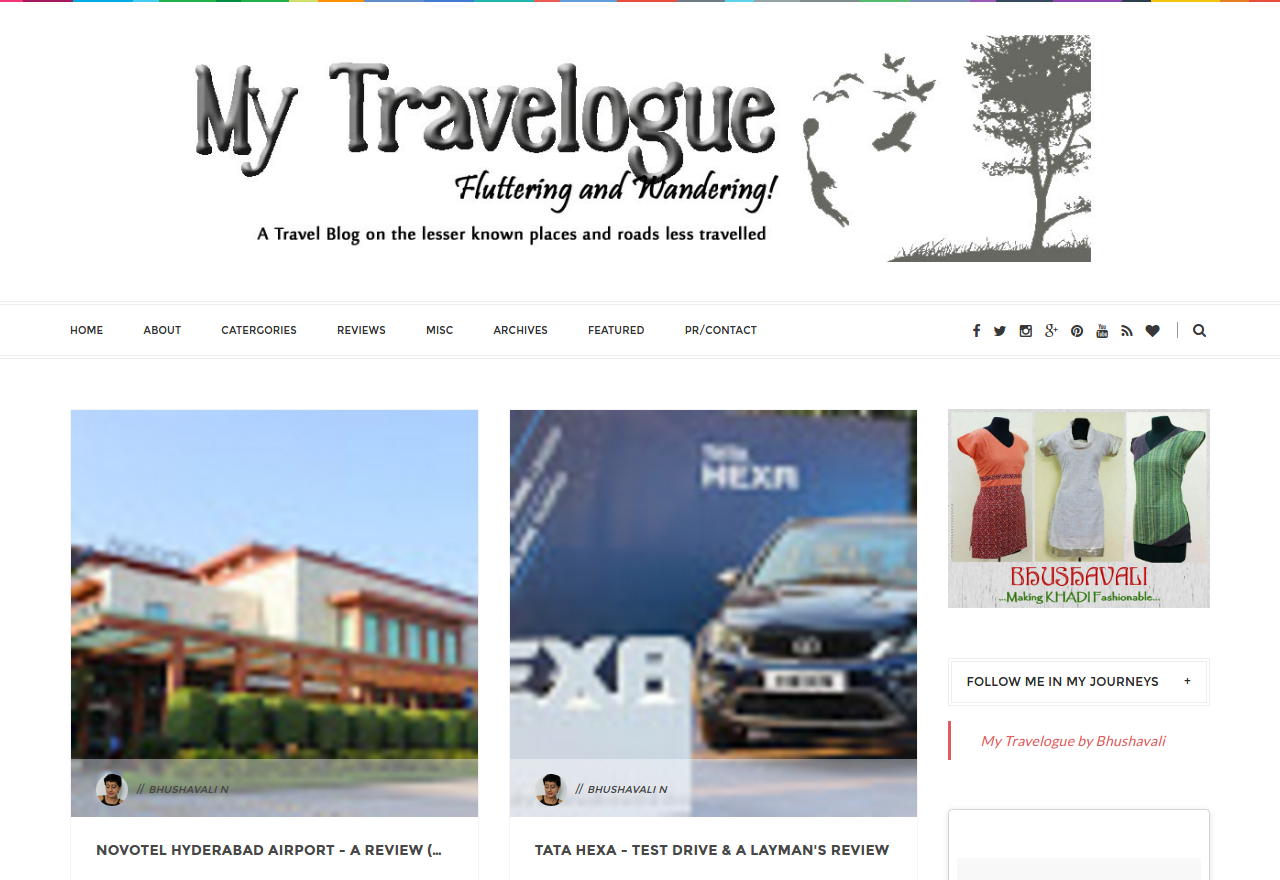 My Travelogue
Fluttering and Wandering!
A Travel Blog on the lesser known places and roads less travelled
HOME
ABOUT
CATERGORIES
REVIEWS
MISC
ARCHIVES
FEATURED
PR/CONTACT
TATA
HEXA
EXA
// BHUSHAVALI N
NOVOTEL HYDERABAD AIRPORT - A REVIEW (...
// BHUSHAVALI N
TATA HEXA - TEST DRIVE & A LAYMAN'S REVIEW
BHUSHAVALI
...Making KHADI Fashionable...
FOLLOW ME IN MY JOURNEYS +
My Travelogue by Bhushavali